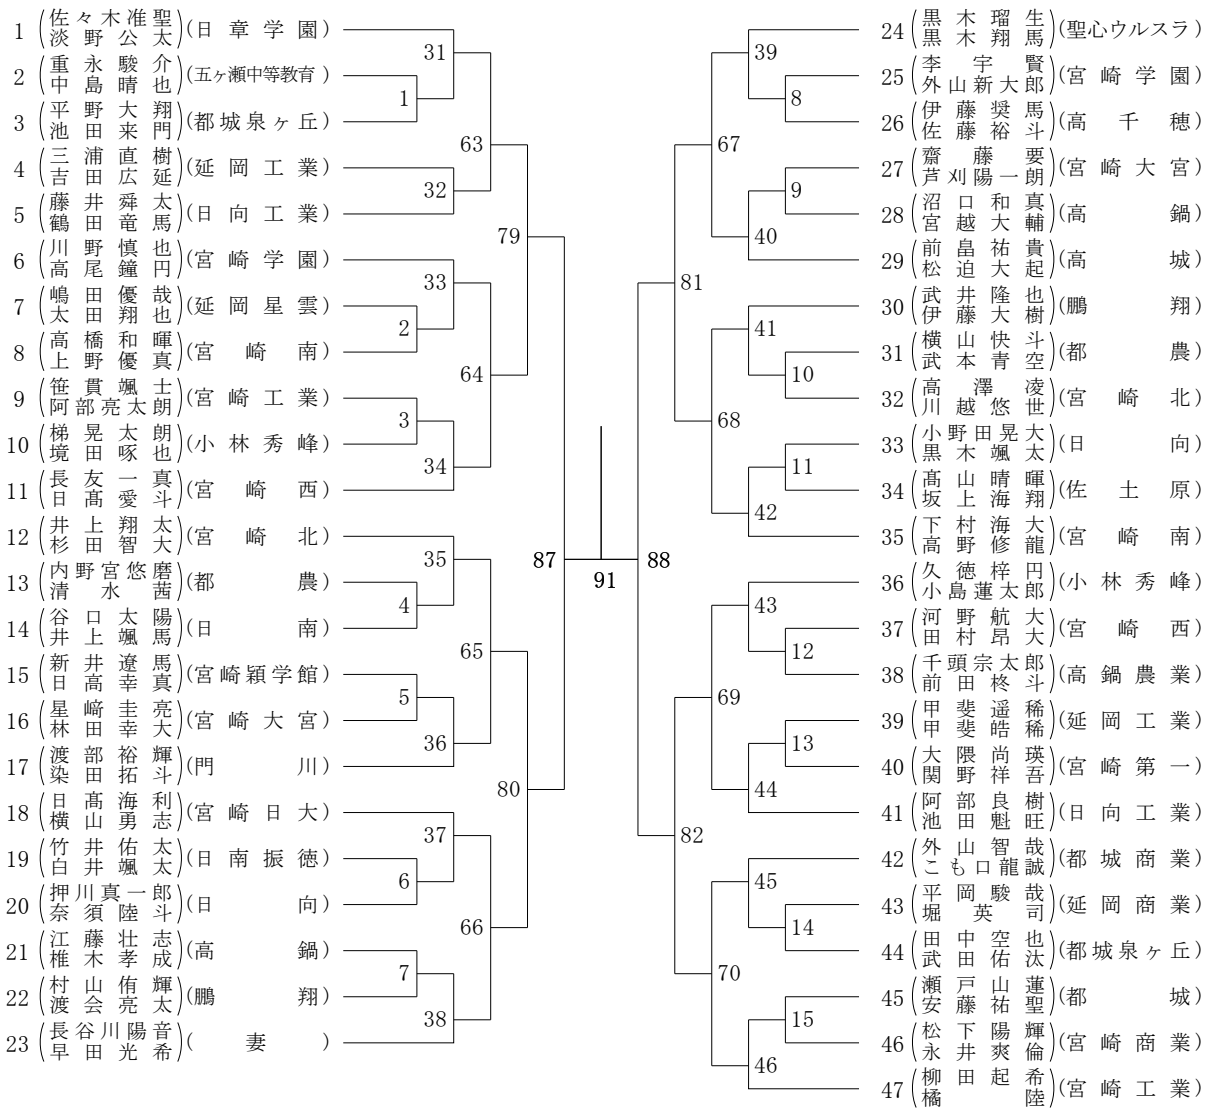 1 (佐々木准聖 淡野公太)(日章学園)
2 (重永駿介 中島晴也)(五ヶ瀬中等教育)
3 (平野大翔 池田来門)(都城泉ヶ丘)
4 (三浦直樹 吉田広延)(延岡工業)
5 (藤井舜太 鶴田竜馬)(日向工業)
6 (川野慎也 高尾鐘円)(宮崎学園)
7 (嶋田優哉 太田翔也)(延岡星雲)
8 (高橋和暉 上野優真)(宮崎南)
9 (笹貫颯士 阿部亮太朗)(宮崎工業)
10 (梯晃太朗 境田啄也)(小林秀峰)
11 (長友一真 日髙愛斗)(宮崎西)
12 (井上翔太 杉田智大)(宮崎北)
13 (内野宮悠磨 清水茜)(都農)
14 (谷口太陽 井上颯馬)(日南)
15 (新井遼馬 日高幸真)(宮崎穎学館)
16 (星﨑圭亮 林田幸大)(宮崎大宮)
17 (渡部裕輝 染田拓斗)(門川)
18 (日髙海利 横山勇志)(宮崎日大)
19 (竹井佑太 白井颯太)(日南振徳)
20 (押川真一郎 奈須陸斗)(日向)
21 (江藤壮志 椎木孝成)(高鍋)
22 (村山侑輝 渡会亮太)(鵬翔)
23 (長谷川陽音 早田光希)(妻)
31
1
63
32
79
33
2
64
3
34
35
4
65
5
36
80
37
6
66
7
38
87
91
88
39
8
67
9
40
81
41
10
68
11
42
43
12
69
13
44
82
45
14
70
15
46
24 (黒木瑠生 黒木翔馬)(聖心ウルスラ)
25 (李宇賢 外山新大郎)(宮崎学園)
26 (伊藤奨馬 佐藤裕斗)(高千穂)
27 (齋藤要 芦刈陽一朗)(宮崎大宮)
28 (沼口和真 宮越大輔)(高鍋)
29 (前畠祐貴 松迫大起)(高城)
30 (武井隆也 伊藤大樹)(鵬翔)
31 (横山快斗 武本青空)(都農)
32 (高澤凌 川越悠世)(宮崎北)
33 (小野田晃大 黒木颯太)(日向)
34 (髙山晴暉 坂上海翔)(佐土原)
35 (下村海大 高野修龍)(宮崎南)
36 (久徳梓円 小島蓮太郎)(小林秀峰)
37 (河野航大 田村昂大)(宮崎西)
38 (千頭宗太郎 前田柊斗)(高鍋農業)
39 (甲斐遥稀 甲斐皓稀)(延岡工業)
40 (大隈尚瑛 関野祥吾)(宮崎第一)
41 (阿部良樹 池田魁旺)(日向工業)
42 (外山智哉 こも口龍誠)(都城商業)
43 (平岡駿哉 堀英司)(延岡商業)
44 (田中空也 武田佑汰)(都城泉ヶ丘)
45 (瀬戸山蓮 安藤祐聖)(都城)
46 (松下陽輝 永井爽倫)(宮崎商業)
47 (柳田起希 橘陸)(宮崎工業)